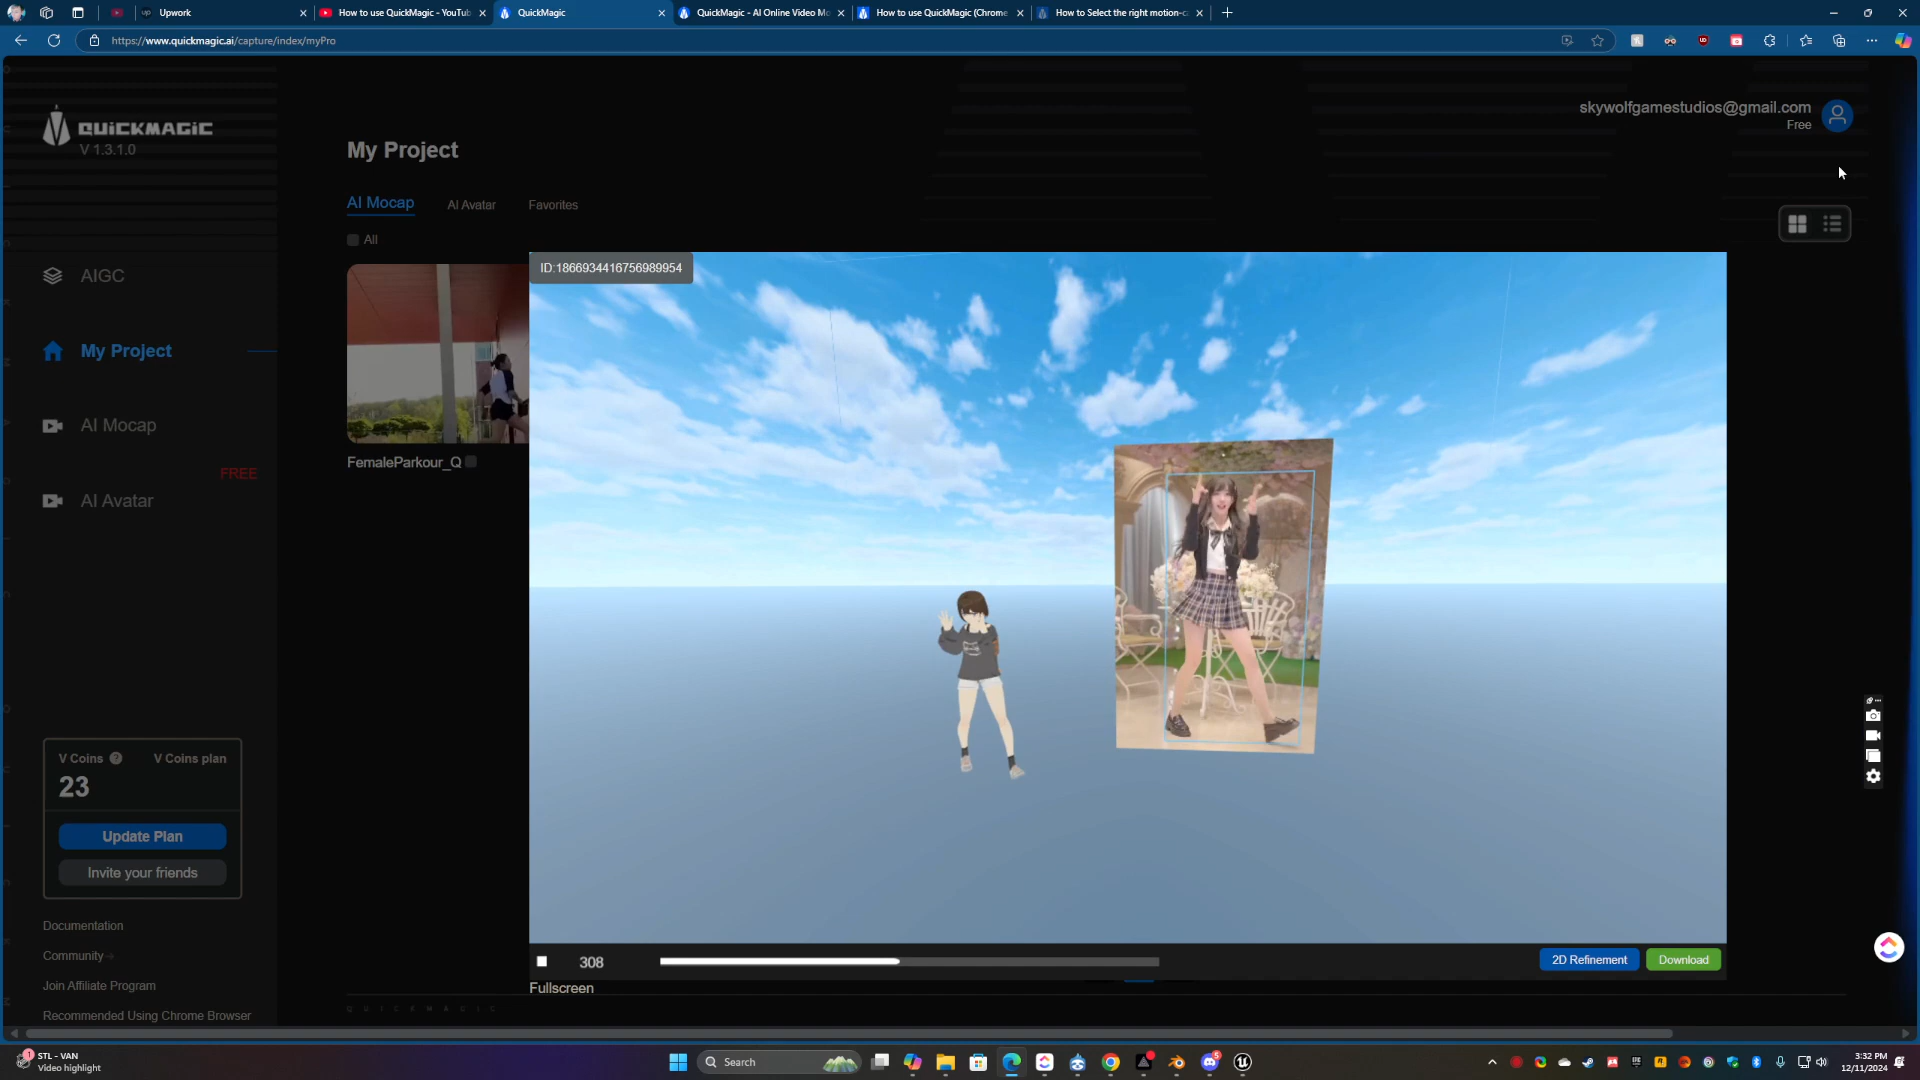 Upwork
How to use QuickMagic - YouTub
QuickMagic
QuickMagic - AI Online Video Mo
How to use QuickMagic (Chrome
How to Select the right motion-c
https://www.quickmagic.ai/capture/index/myPro
QUICKMAGIC
V 1.3.1.0
skywolfgamestudios@gmail.com
Free
My Project
AI Mocap
AI Avatar
Favorites
All
ID:1866934416756989954
AIGC
My Project
AI Mocap
FREE
AI Avatar
FemaleParkour_Q
V Coins
V Coins plan
23
Update Plan
Invite your friends
Documentation
Community
Join Affiliate Program
Recommended Using Chrome Browser
308
2D Refinement
Download
Fullscreen
QUICKMAGIC
STL - VAN
Video highlight
Search
3:32 PM
12/11/2024